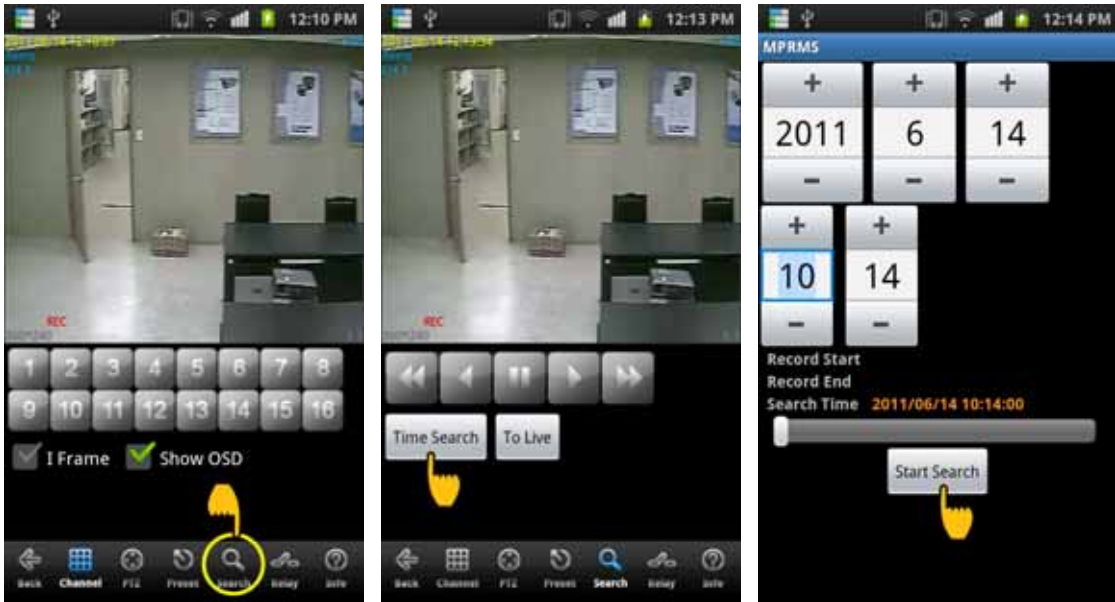 12:10 PM
REC
1 2 3 4 5 6 7 8
9 10 11 12 13 14 15 16
I Frame Show OSD
Back Channel PTZ Preset Search Relay Info
12:13 PM
REC
Time Search To Live
Back Channel PTZ Preset Search Relay Info
12:14 PM
MPRMS
+ + +
2011 6 14
- - -
+ +
10 14
- -
Record Start
Record End
Search Time 2011/06/14 10:14:00
Start Search